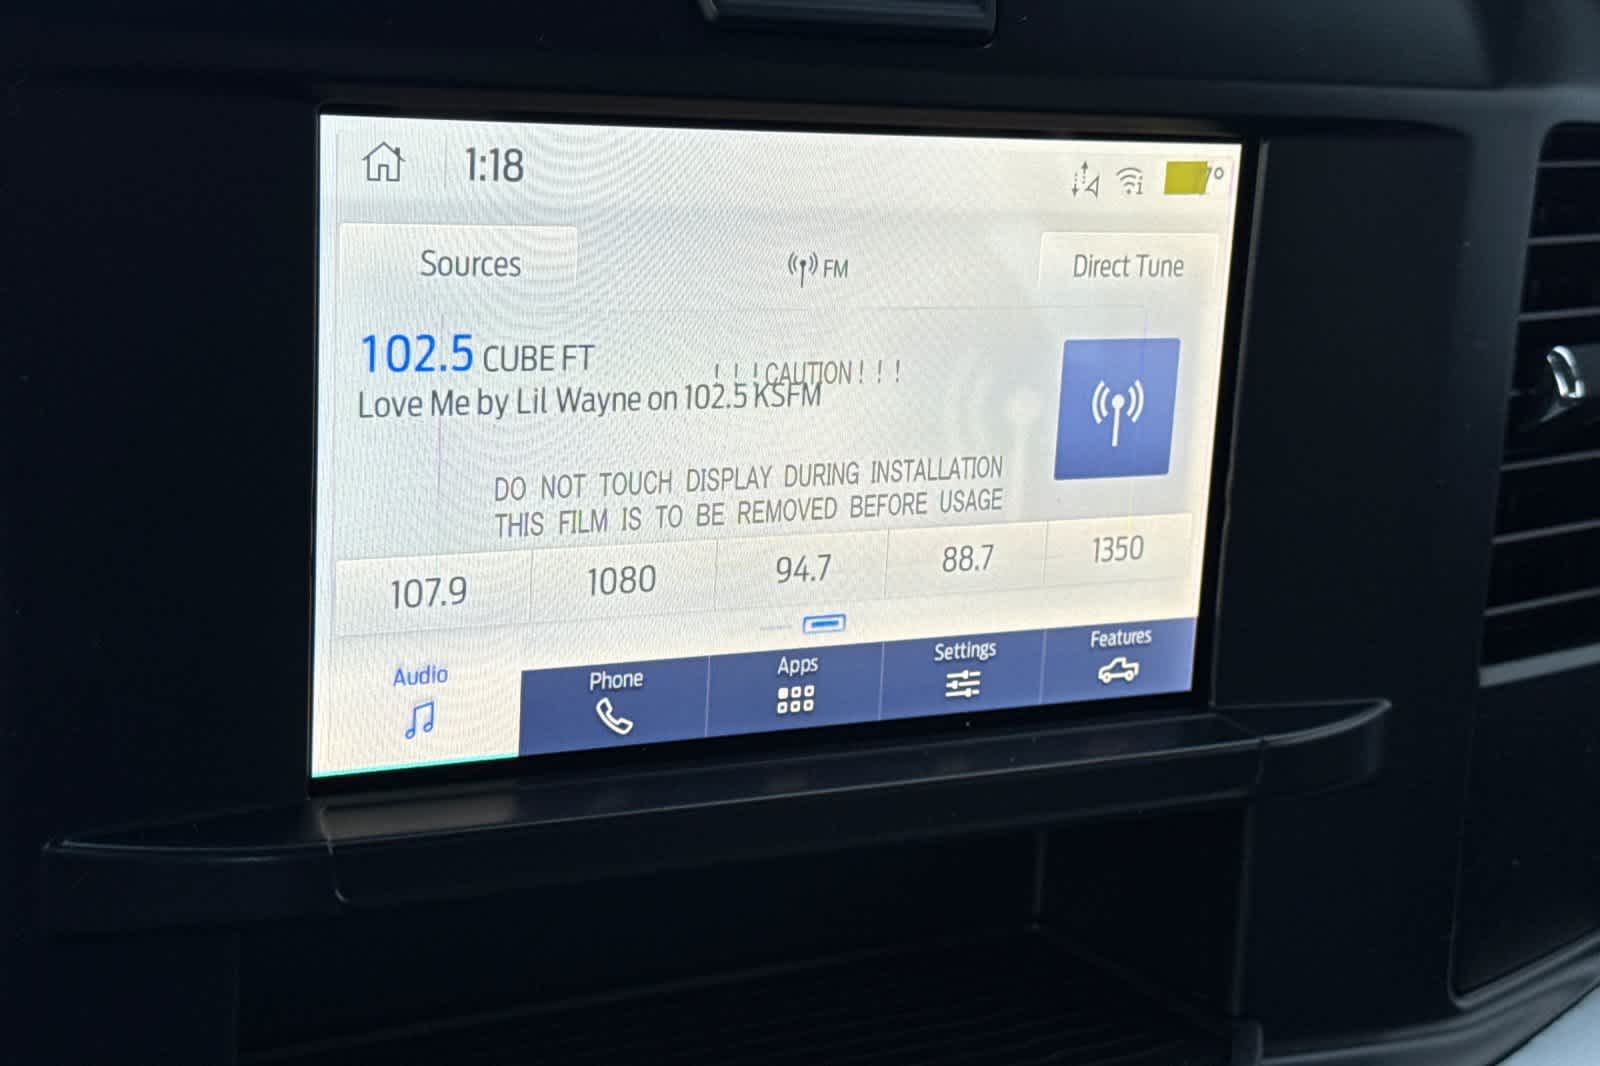 1:18
7°
Sources
FM
Direct Tune
102.5 CUBE FT
! ! ! CAUTION ! ! !
Love Me by Lil Wayne on 102.5 KSFM
DO NOT TOUCH DISPLAY DURING INSTALLATION
THIS FILM IS TO BE REMOVED BEFORE USAGE
107.9
1080
94.7
88.7
1350
Audio
Phone
Apps
Settings
Features